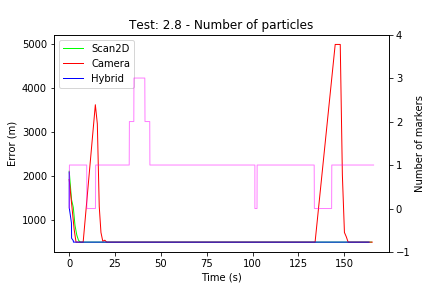 Test: 2.8 - Number of particles
Scan2D
Camera
Hybrid
Error (m)
5000
4000
3000
2000
1000
Number of markers
4
3
2
1
0
−1
0
25
50
75
100
125
150
Time (s)